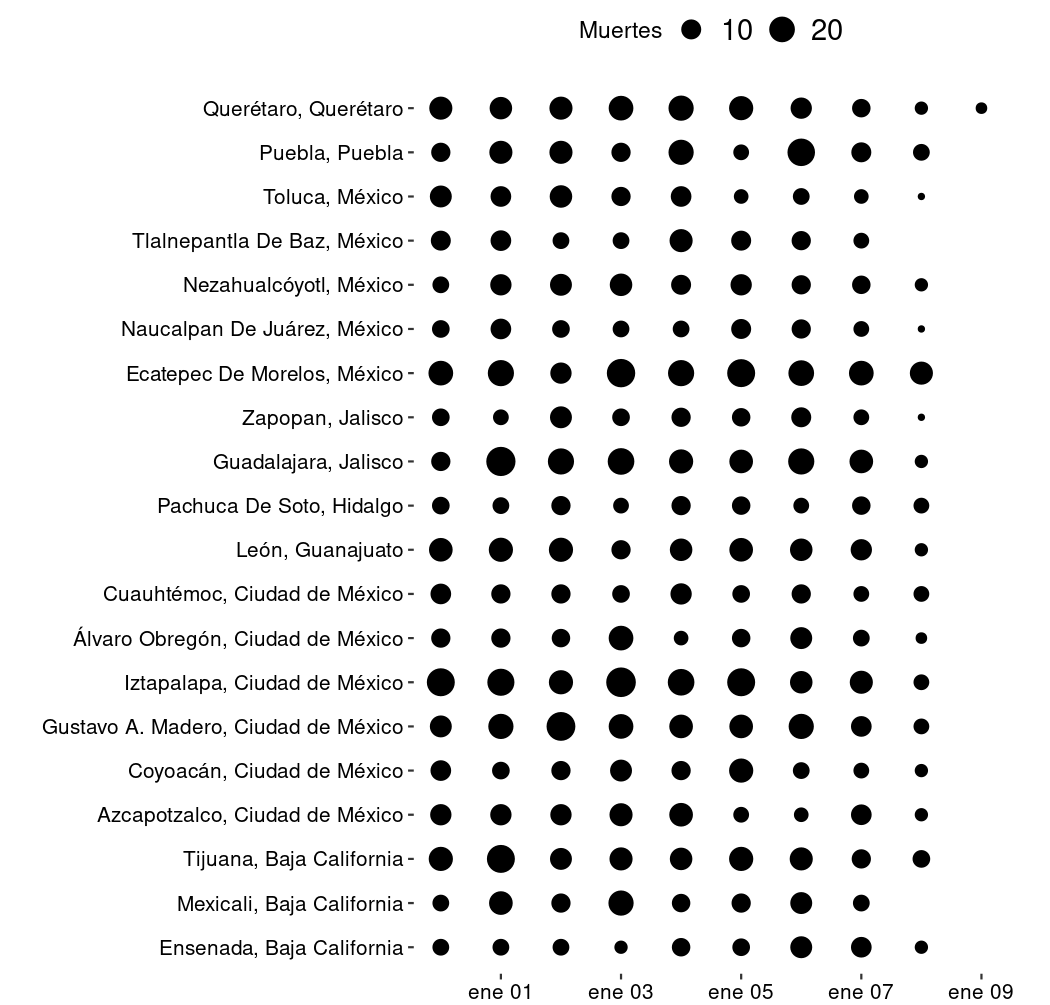 Muertes 10 20
Querétaro, Querétaro
Puebla, Puebla
Toluca, México
Tlalnepantla De Baz, México
Nezahualcóyotl, México
Naucalpan De Juárez, México
Ecatepec De Morelos, México
Zapopan, Jalisco
Guadalajara, Jalisco
Pachuca De Soto, Hidalgo
León, Guanajuato
Cuauhtémoc, Ciudad de México
Álvaro Obregón, Ciudad de México
Iztapalapa, Ciudad de México
Gustavo A. Madero, Ciudad de México
Coyoacán, Ciudad de México
Azcapotzalco, Ciudad de México
Tijuana, Baja California
Mexicali, Baja California
Ensenada, Baja California
ene 01 ene 03 ene 05 ene 07 ene 09